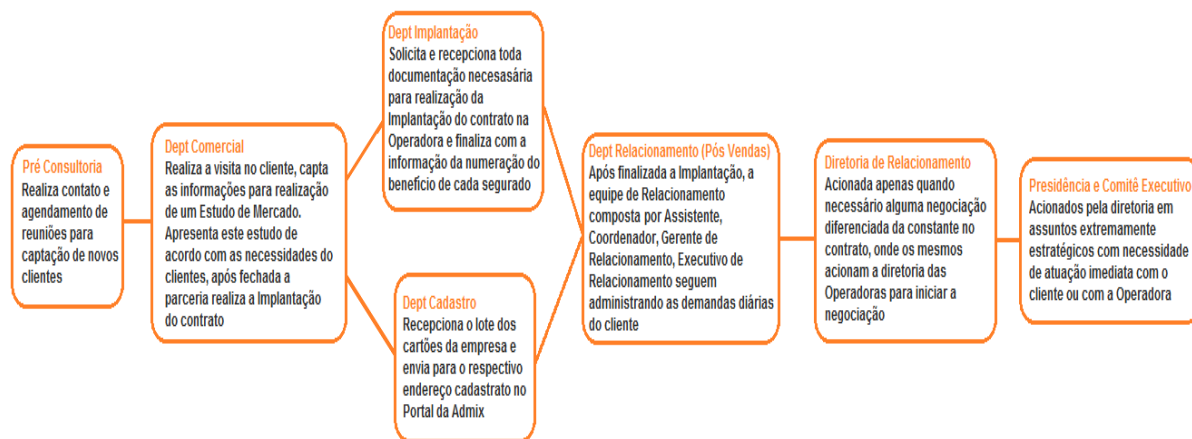 Pré Consultoria
Realiza contato e
agendamento de
reuniões para
captação de novos
clientes
Dept Comercial
Realiza a visita no cliente, capta
as informações para realização
de um Estudo de Mercado.
Apresenta este estudo de
acordo com as necessidades do
clientes, após fechada a
parceria realiza a Implantação
do contrato
Dept Implantação
Solicita e recepciona toda
documentação necesasária
para realização da
Implantação do contrato na
Operadora e finaliza com a
informação da numeração do
benefício de cada segurado
Dept Cadastro
Recepciona o lote dos
cartões da empresa e
envia para o respectivo
endereço cadastrato no
Portal da Admix
Dept Relacionamento (Pós Vendas)
Após finalizada a Implantação, a
equipe de Relacionamento
composta por Assistente,
Coordenador, Gerente de
Relacionamento, Executivo de
Relacionamento seguem
administrando as demandas diárias
do cliente
Diretoria de Relacionamento
Acionada apenas quando
necessário alguma negociação
diferenciada da constante no
contrato, onde os mesmos
acionam a diretoria das
Operadoras para iniciar a
negociação
Presidência e Comitê Executivo
Acionados pela diretoria em
assuntos extremamente
estratégicos com necessidade
de atuação imediata com o
cliente ou com a Operadora